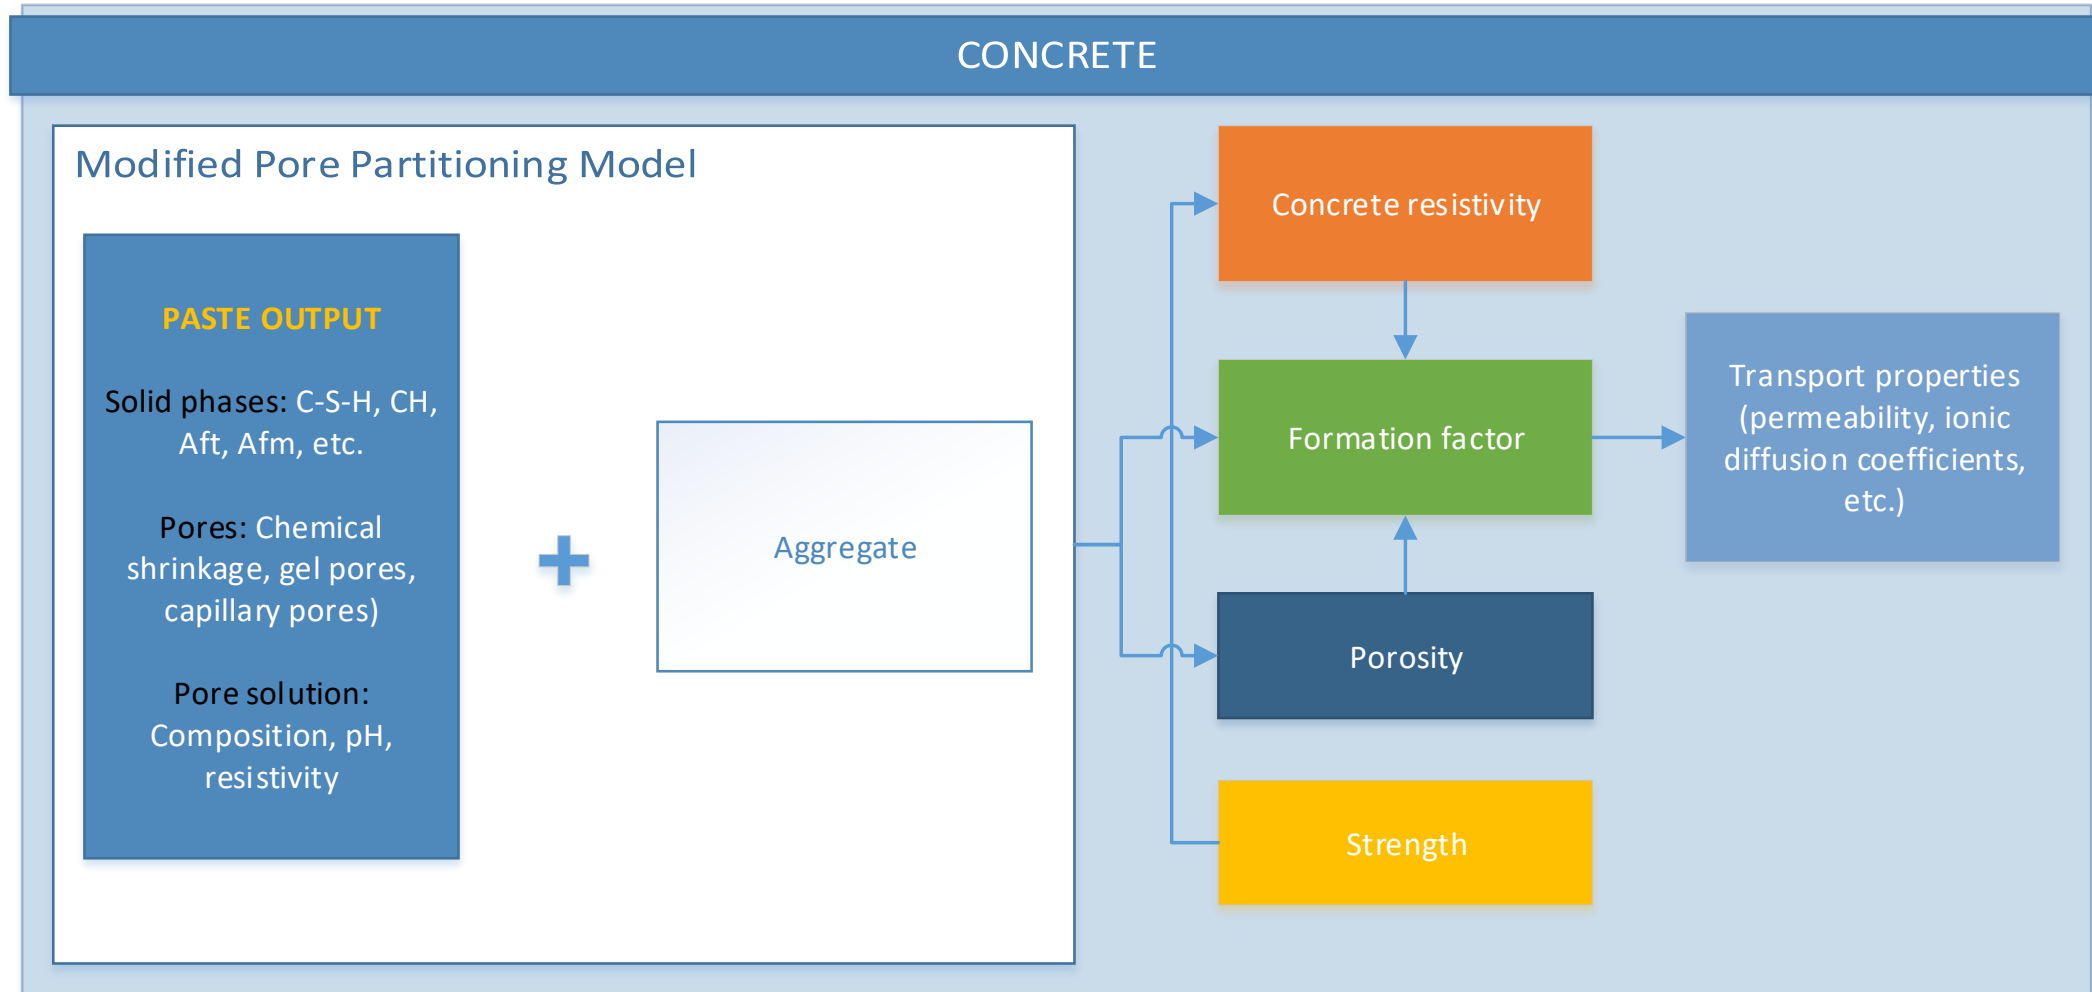 CONCRETE
Modified Pore Partitioning Model
PASTE OUTPUT
Solid phases: C-S-H, CH,
Aft, Afm, etc.
Pores: Chemical
shrinkage, gel pores,
capillary pores)
Pore solution:
Composition, pH,
resistivity
Aggregate
Concrete resistivity
Formation factor
Porosity
Strength
Transport properties
(permeability, ionic
diffusion coefficients,
etc.)